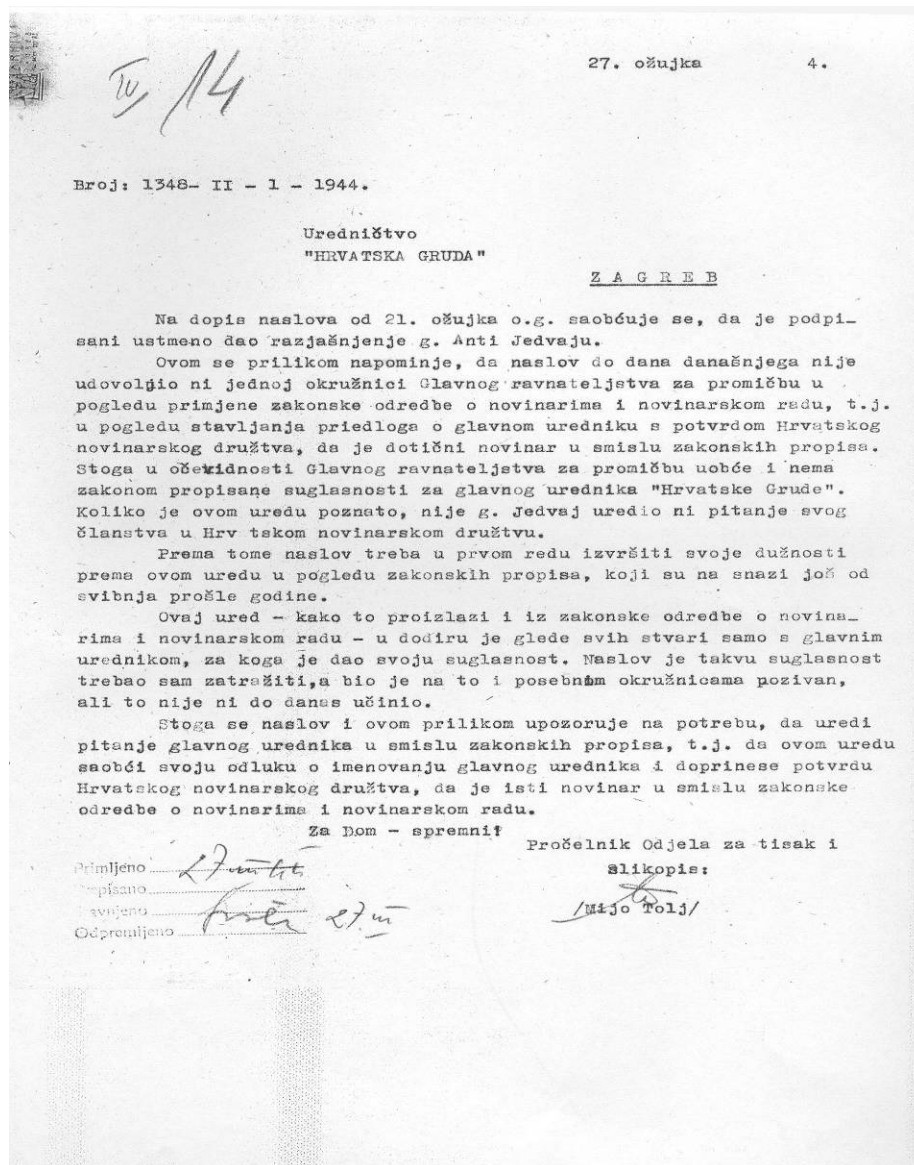 27. ožujka 4.
IV/14
Broj: 1348- II - 1 - 1944.
Uredničtvo
"HRVATSKA GRUDA"
Z A G R E B
Na dopis naslova od 21. ožujka o.g. saobćuje se, da je podpi_
sani ustmeno dao razjašnjenje g. Anti Jedvaju.
Ovom se prilikom napominje, da naslov do dana današnjega nije
udovoljio ni jednoj okružnici Glavnog ravnateljstva za promičbu u
pogledu primjene zakonske odredbe o novinarima i novinarskom radu, t.j.
u pogledu stavljanja priedloga o glavnom uredniku s potvrdom Hrvatskog
novinarskog družtva, da je dotični novinar u smislu zakonskih propisa.
Stoga u očevidnosti Glavnog ravnateljstva za promičbu uobće i nema
zakonom propisane suglasnosti za glavnog urednika "Hrvatske Grude".
Koliko je ovom uredu poznato, nije g. Jedvaj uredio ni pitanje svog
članstva u Hrv tskom novinarskom družtvu.
Prema tome naslov treba u prvom redu izvršiti svoje dužnosti
prema ovom uredu u pogledu zakonskih propisa, koji su na snazi još od
svibnja prošle godine.
Ovaj ured - kako to proizlazi i iz zakonske odredbe o novina_
rima i novinarskom radu - u dodiru je glede svih stvari samo s glavnim
urednikom, za koga je dao svoju suglasnost. Naslov je takvu suglasnost
trebao sam zatražiti,a bio je na to i posebnim okružnicama pozivan,
ali to nije ni do danas učinio.
Stoga se naslov i ovom prilikom upozoruje na potrebu, da uredi
pitanje glavnog urednika u smislu zakonskih propisa, t.j. da ovom uredu
saobći svoju odluku o imenovanju glavnog urednika i doprinese potvrdu
Hrvatskog novinarskog družtva, da je isti novinar u smislu zakonske
odredbe o novinarima i novinarskom radu.
Za Dom - spremni!
Pročelnik Odjela za tisak i
slikopis:
/Mijo Tolj/
Primljeno 27
Odpromijeno 27.III